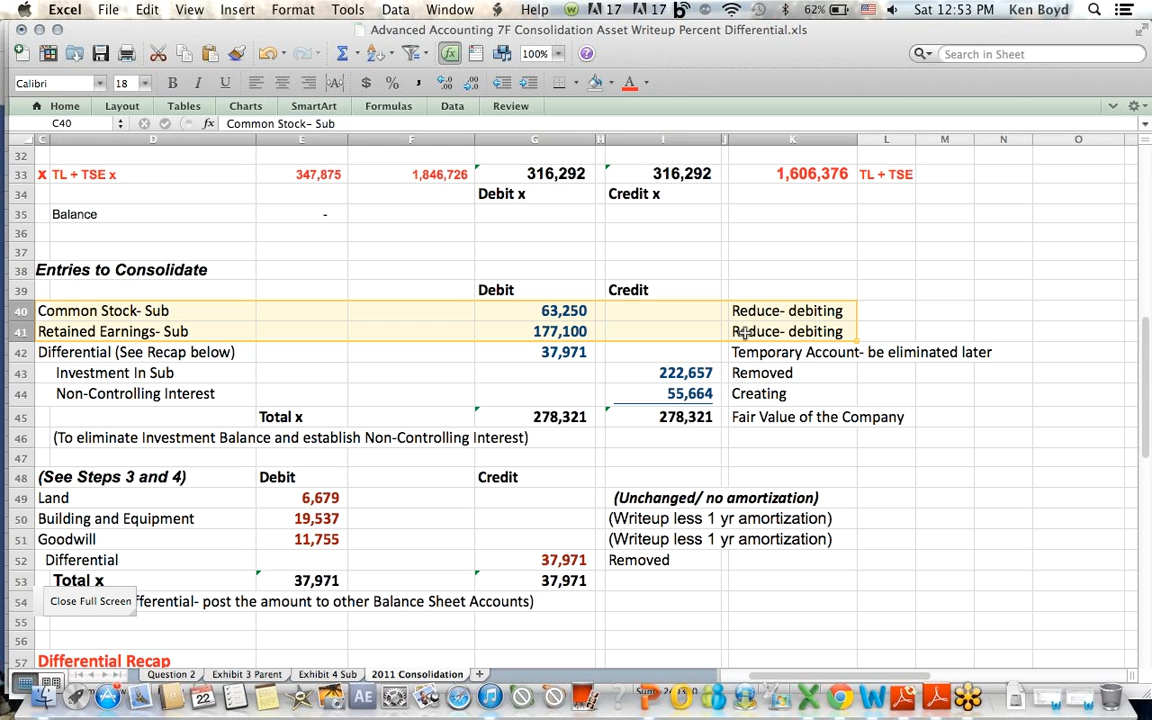 Excel File Edit View Insert Format Tools Data Window Help 17 17 62% Sat 12:53 PM Ken Boyd
Advanced Accounting 7F Consolidation Asset Writeup Percent Differential.xls
100% Search in Sheet
Calibri 18 B I U ABC $ %
Home Layout Tables Charts SmartArt Formulas Data Review
C40 fx Common Stock- Sub
C D E F G H I J K L M N O
32
33 X TL + TSE x 347,875 1,846,726 316,292 316,292 1,606,376 TL + TSE
34 Debit x Credit x
35 Balance -
36
37
38 Entries to Consolidate
39 Debit Credit
40 Common Stock- Sub 63,250 Reduce- debiting
41 Retained Earnings- Sub 177,100 Reduce- debiting
42 Differential (See Recap below) 37,971 Temporary Account- be eliminated later
43 Investment In Sub 222,657 Removed
44 Non-Controlling Interest 55,664 Creating
45 Total x 278,321 278,321 Fair Value of the Company
46 (To eliminate Investment Balance and establish Non-Controlling Interest)
47
48 (See Steps 3 and 4) Debit Credit
49 Land 6,679 (Unchanged/ no amortization)
50 Building and Equipment 19,537 (Writeup less 1 yr amortization)
51 Goodwill 11,755 (Writeup less 1 yr amortization)
52 Differential 37,971 Removed
53 Total x 37,971 37,971
54 Close Full Screen fferential- post the amount to other Balance Sheet Accounts)
55
56
57 Differential Recap
Question 2 Exhibit 3 Parent Exhibit 4 Sub 2011 Consolidation +
22 AE